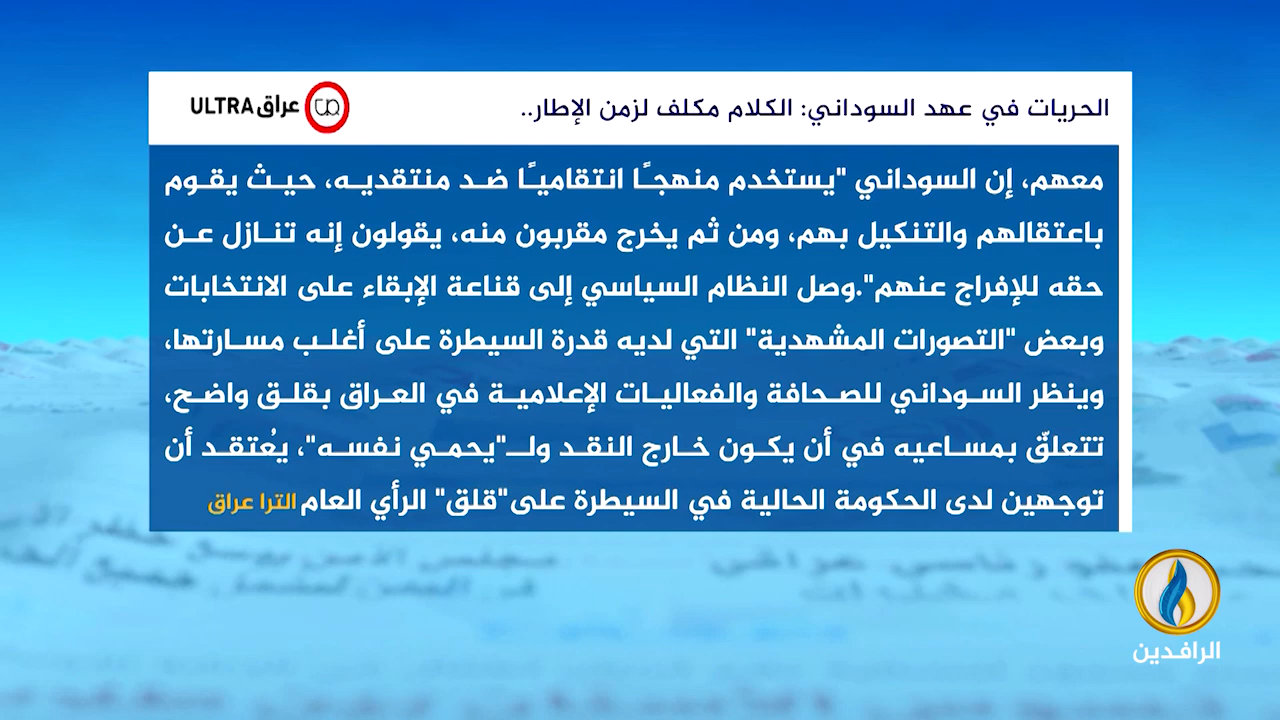 الحريات في عهد السوداني: الكلام مكلف لزمن الإطار..
عراق ULTRA
معهم، إن السوداني "يستخدم منهجًا انتقاميًا ضد منتقديه، حيث يقوم
باعتقالهم والتنكيل بهم، ومن ثم يخرج مقربون منه، يقولون إنه تنازل عن
حقه للإفراج عنهم".وصل النظام السياسي إلى قناعة الإبقاء على الانتخابات
وبعض "التصورات المشهدية" التي لديه قدرة السيطرة على أغلب مسارتها،
وينظر السوداني للصحافة والفعاليات الإعلامية في العراق بقلق واضح،
تتعلّق بمساعيه في أن يكون خارج النقد ولـ"يحمي نفسه"، يُعتقد أن
توجهين لدى الحكومة الحالية في السيطرة على"قلق" الرأي العام الترا عراق
الرافدين